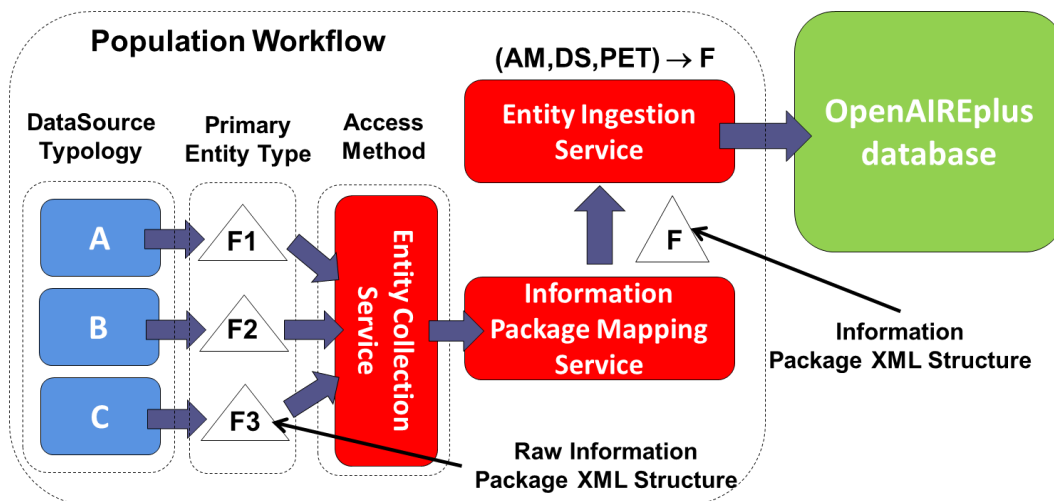 Population Workflow
(AM,DS,PET) → F
DataSource
Typology
Primary
Entity Type
Access
Method
Entity Ingestion
Service
OpenAIREplus
database
A
B
C
F1
F2
F3
Entity Collection
Service
F
Information
Package Mapping
Service
Information
Package XML Structure
Raw Information
Package XML Structure